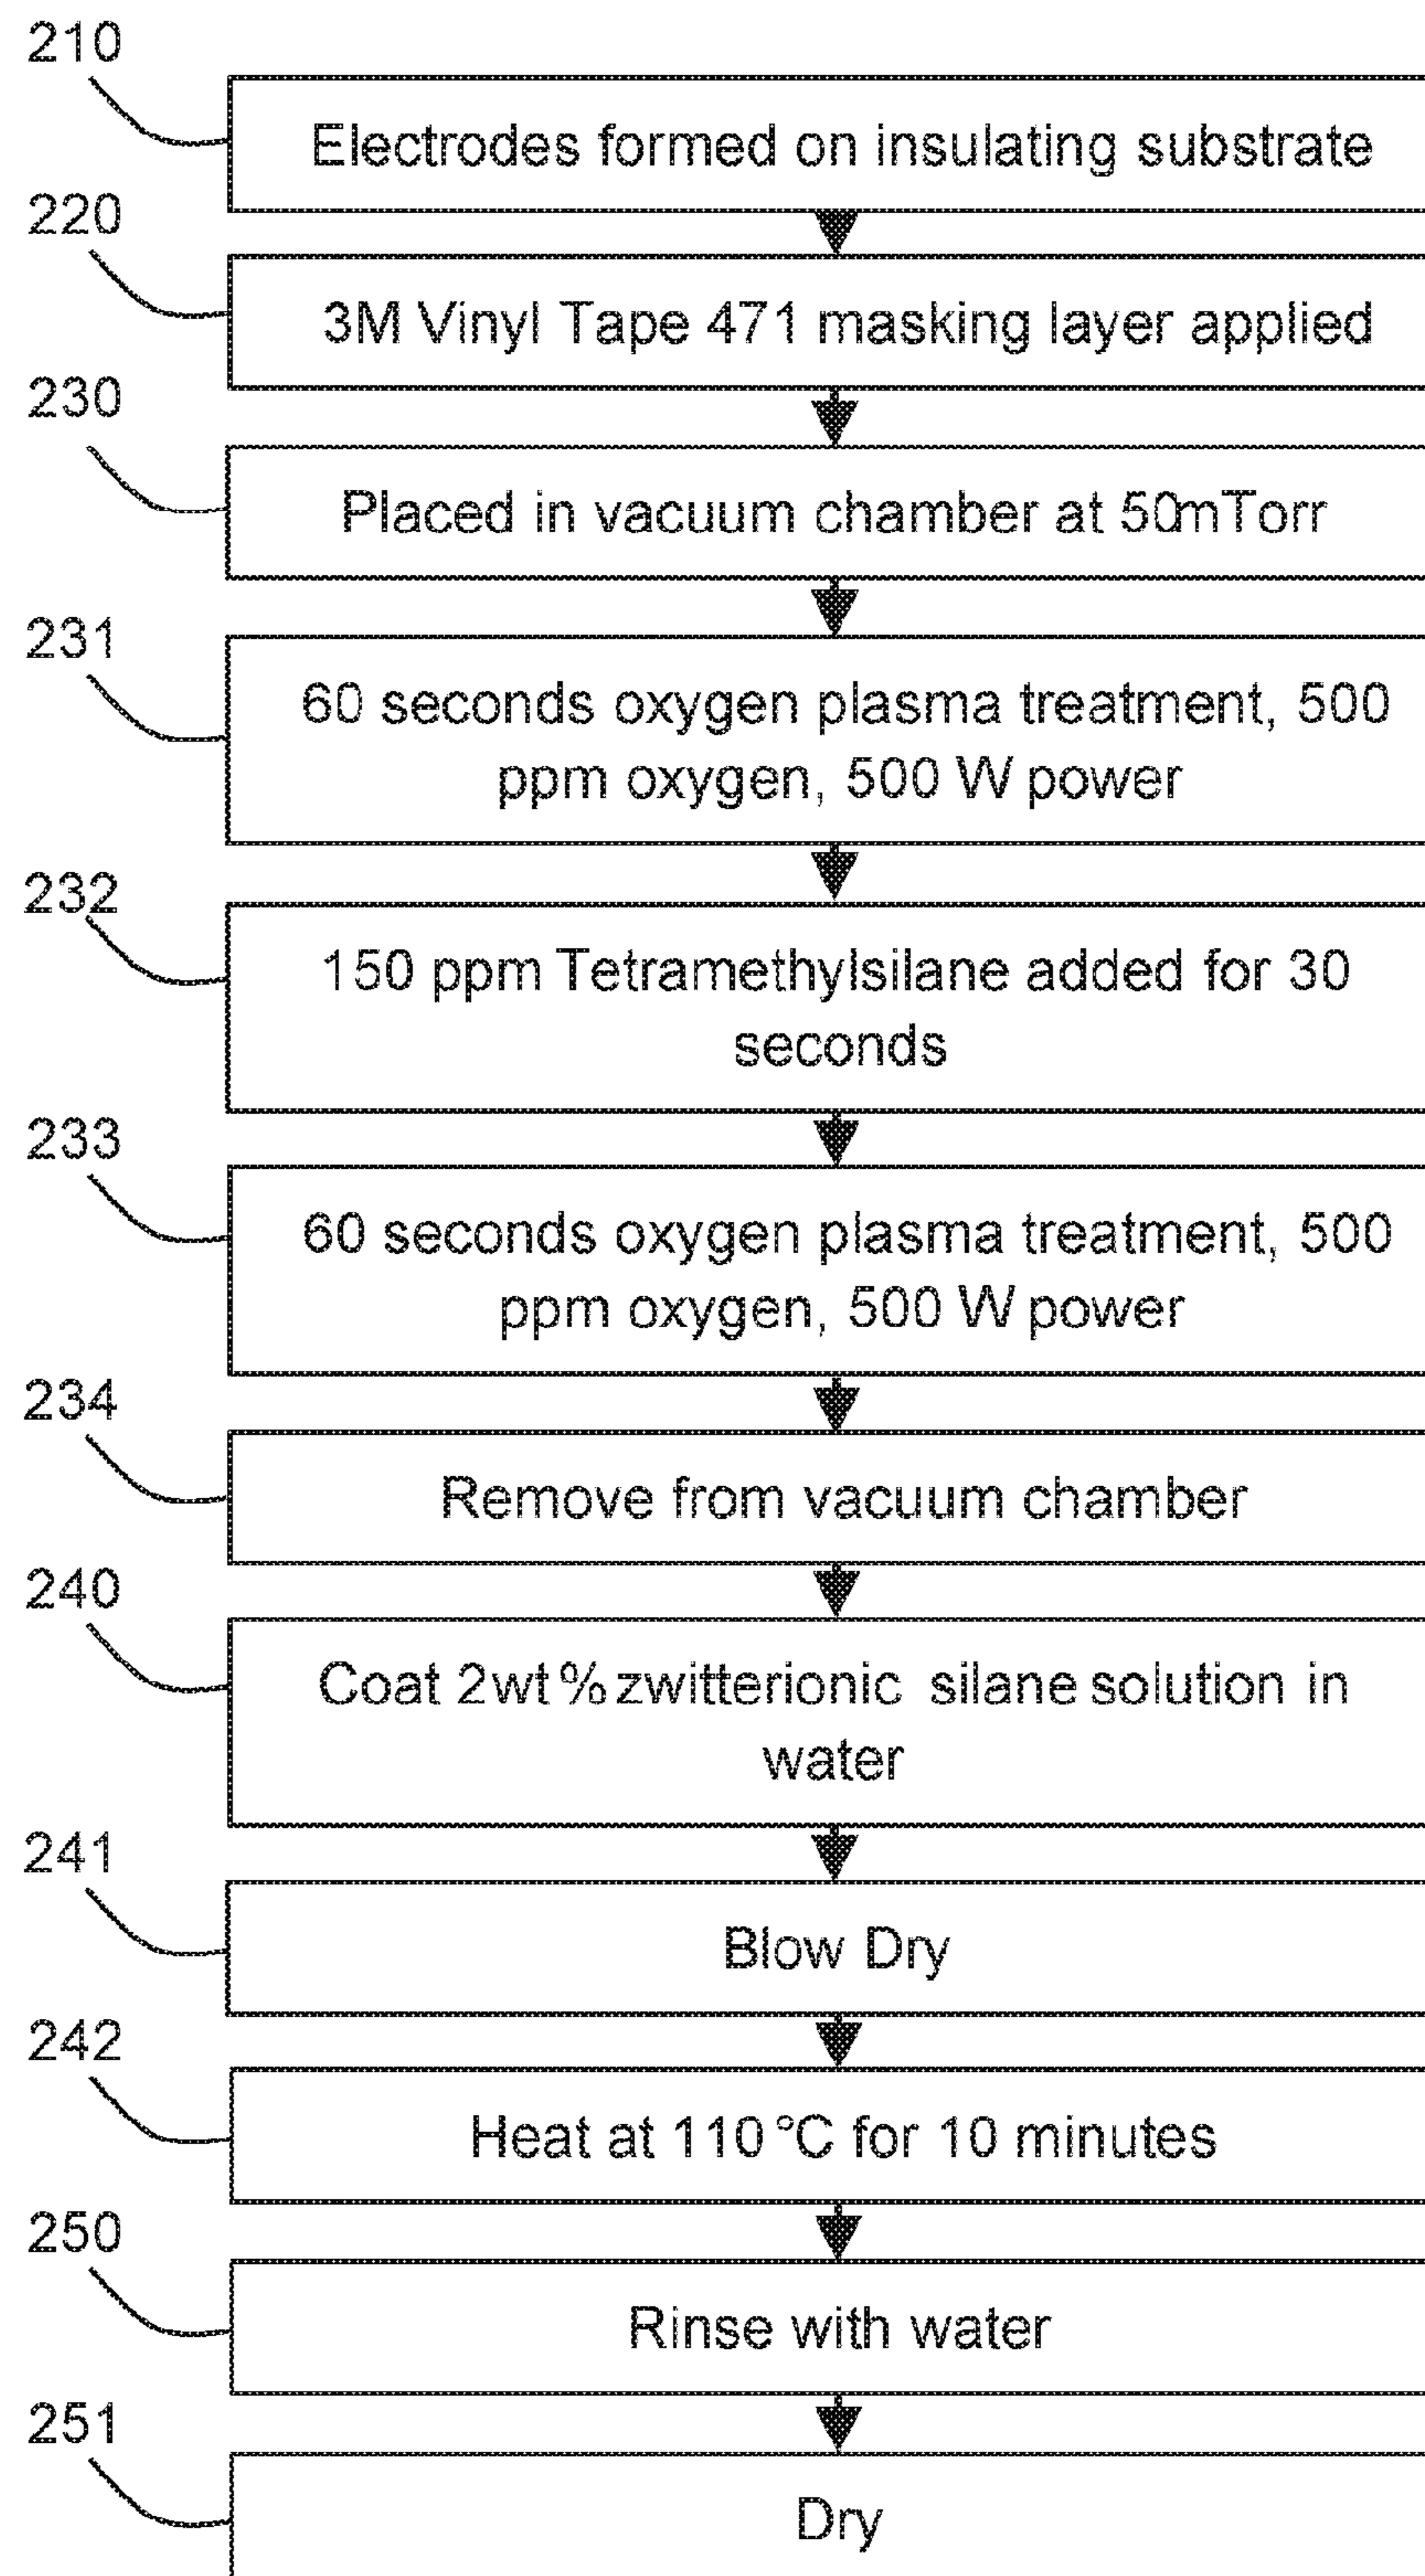 210
Electrodes formed on insulating substrate
220
3M Vinyl Tape 471 masking layer applied
230
Placed in vacuum chamber at 50mTorr
231
60 seconds oxygen plasma treatment, 500
ppm oxygen, 500 W power
232
150 ppm Tetramethylsilane added for 30
seconds
233
60 seconds oxygen plasma treatment, 500
ppm oxygen, 500 W power
234
Remove from vacuum chamber
240
Coat 2wt% zwitterionic silane solution in
water
241
Blow Dry
242
Heat at 110 °C for 10 minutes
250
Rinse with water
251
Dry